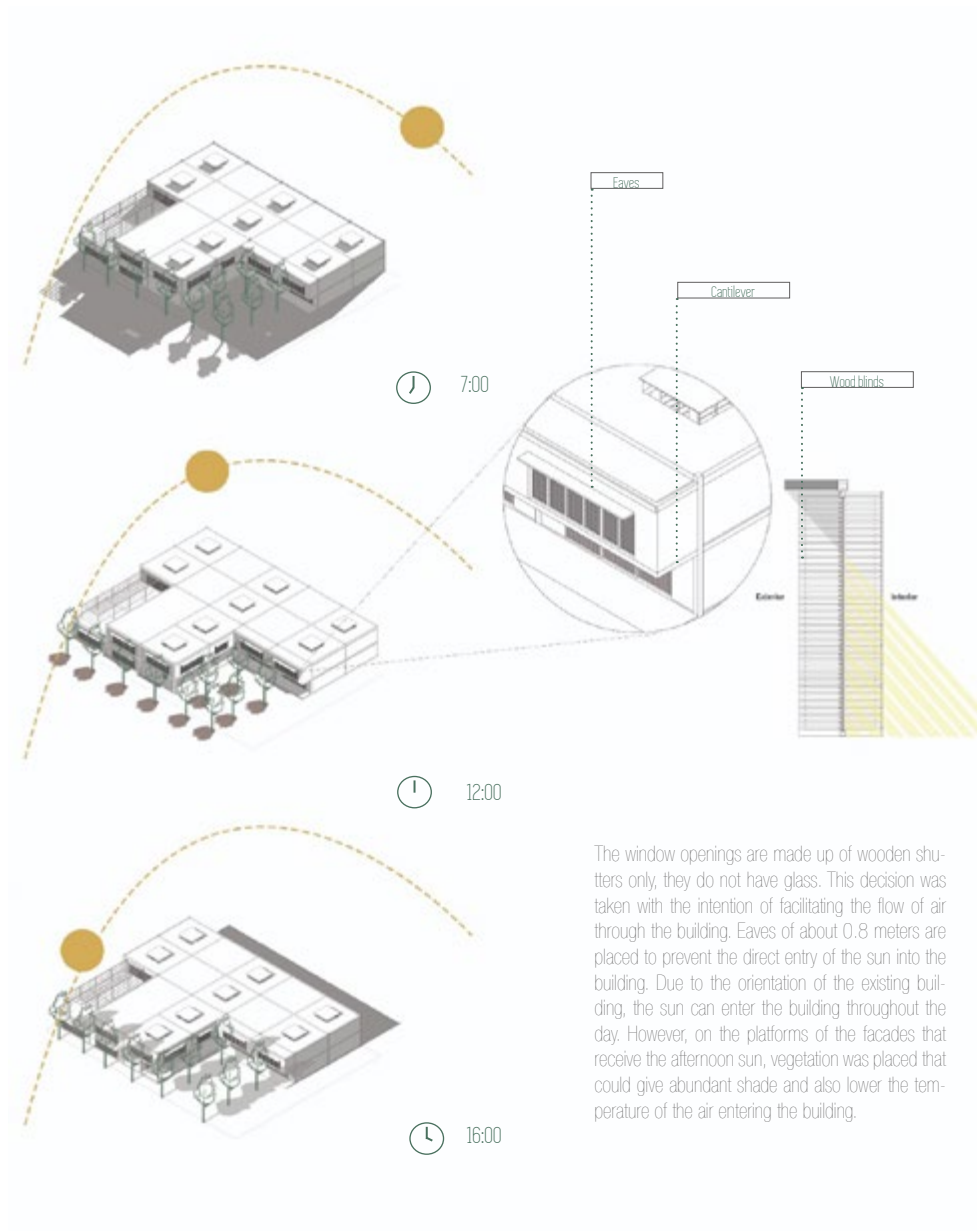 Eaves
Cantilever
7:00
Wood blinds
Exterior
Interior
12:00
The window openings are made up of wooden shu-
tters only, they do not have glass. This decision was
taken with the intention of facilitating the flow of air
through the building. Eaves of about 0.8 meters are
placed to prevent the direct entry of the sun into the
building. Due to the orientation of the existing buil-
ding, the sun can enter the building throughout the
day. However, on the platforms of the facades that
receive the afternoon sun, vegetation was placed that
could give abundant shade and also lower the tem-
perature of the air entering the building.
16:00